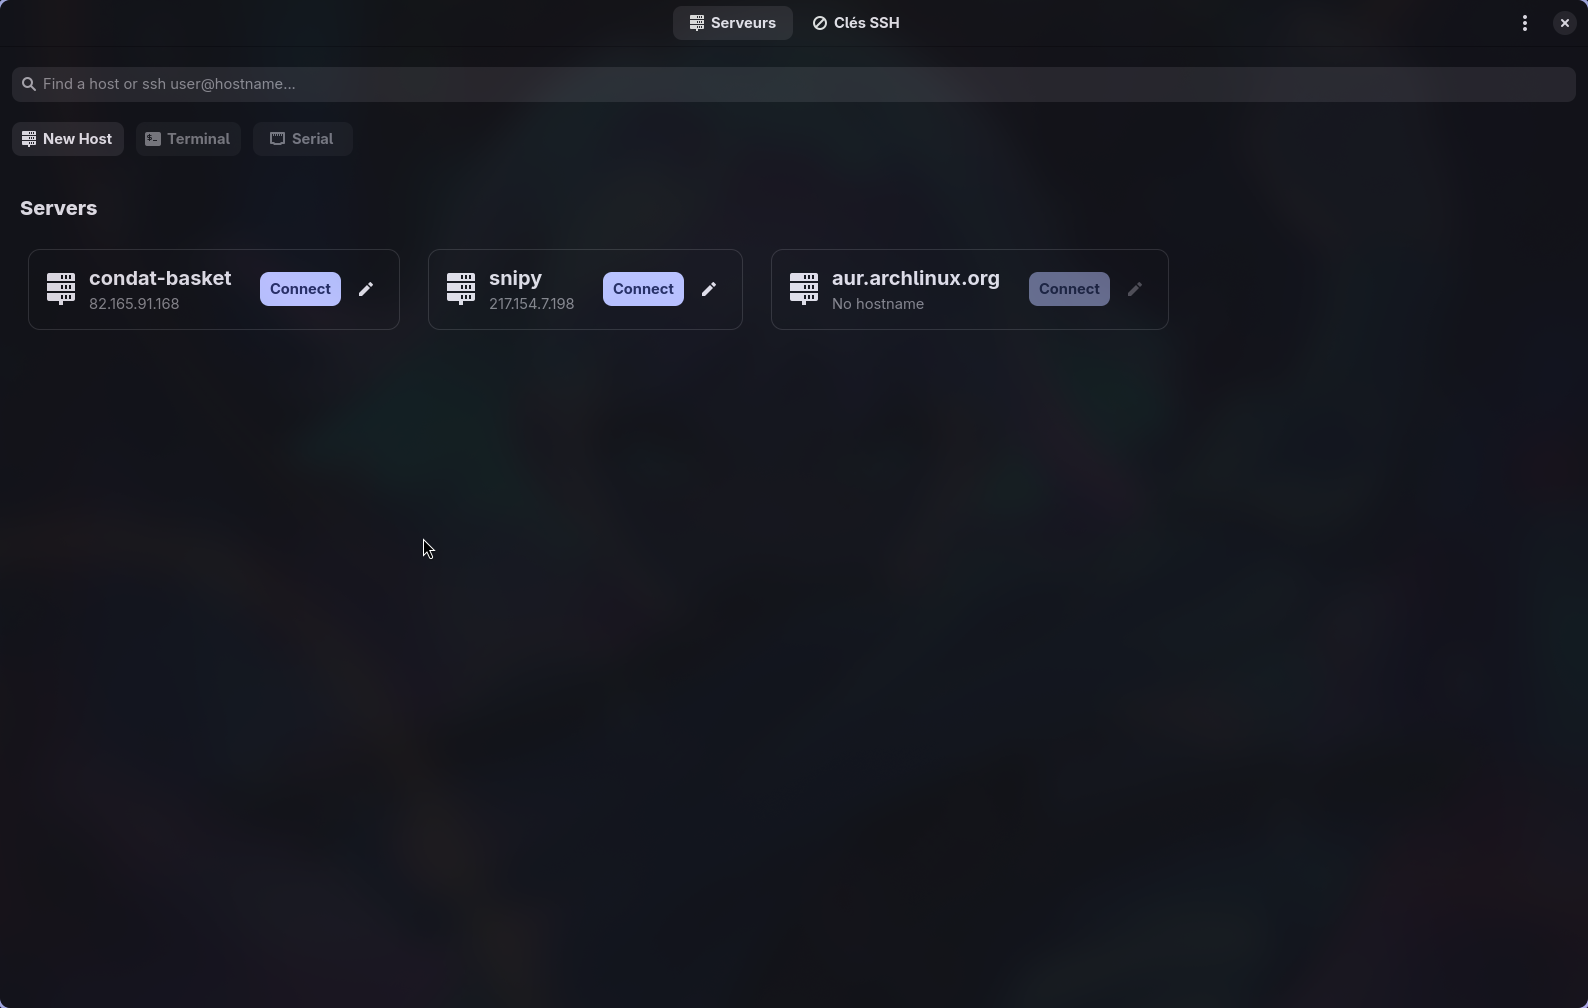 Serveurs
Clés SSH
Find a host or ssh user@hostname...
New Host
Terminal
Serial
Servers
condat-basket
82.165.91.168
Connect
snipy
217.154.7.198
Connect
aur.archlinux.org
No hostname
Connect